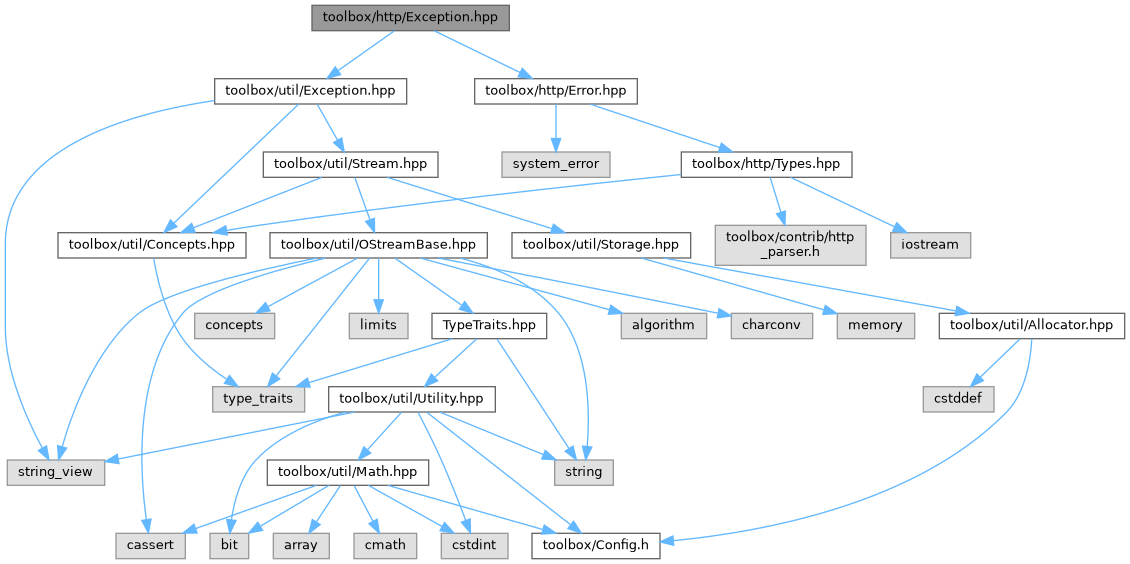 toolbox/http/Exception.hpp
toolbox/util/Exception.hpp
toolbox/http/Error.hpp
toolbox/util/Stream.hpp
system_error
toolbox/http/Types.hpp
toolbox/util/Concepts.hpp
toolbox/util/OStreamBase.hpp
toolbox/util/Storage.hpp
toolbox/contrib/http
_parser.h
iostream
concepts
limits
TypeTraits.hpp
algorithm
charconv
memory
toolbox/util/Allocator.hpp
type_traits
toolbox/util/Utility.hpp
cstddef
string_view
toolbox/util/Math.hpp
string
cassert
bit
array
cmath
cstdint
toolbox/Config.h